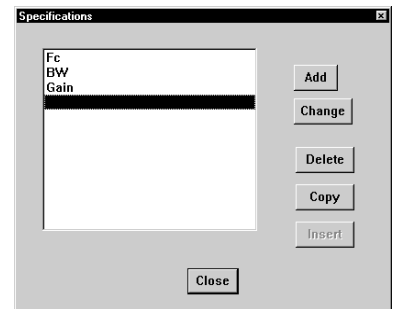 Specifications
Fc
BW
Gain
Add
Change
Delete
Copy
Insert
Close